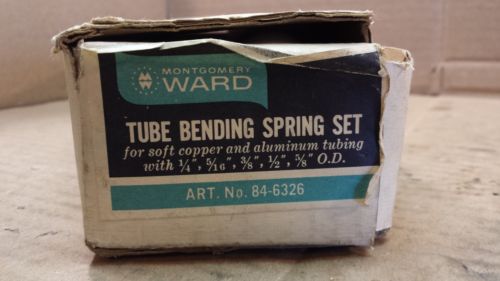 MONTGOMERY
WARD
TUBE BENDING SPRING SET
for soft copper and aluminum tubing
with 1/4", 5/16", 3/8", 1/2", 5/8" O.D.
ART. No. 84-6326